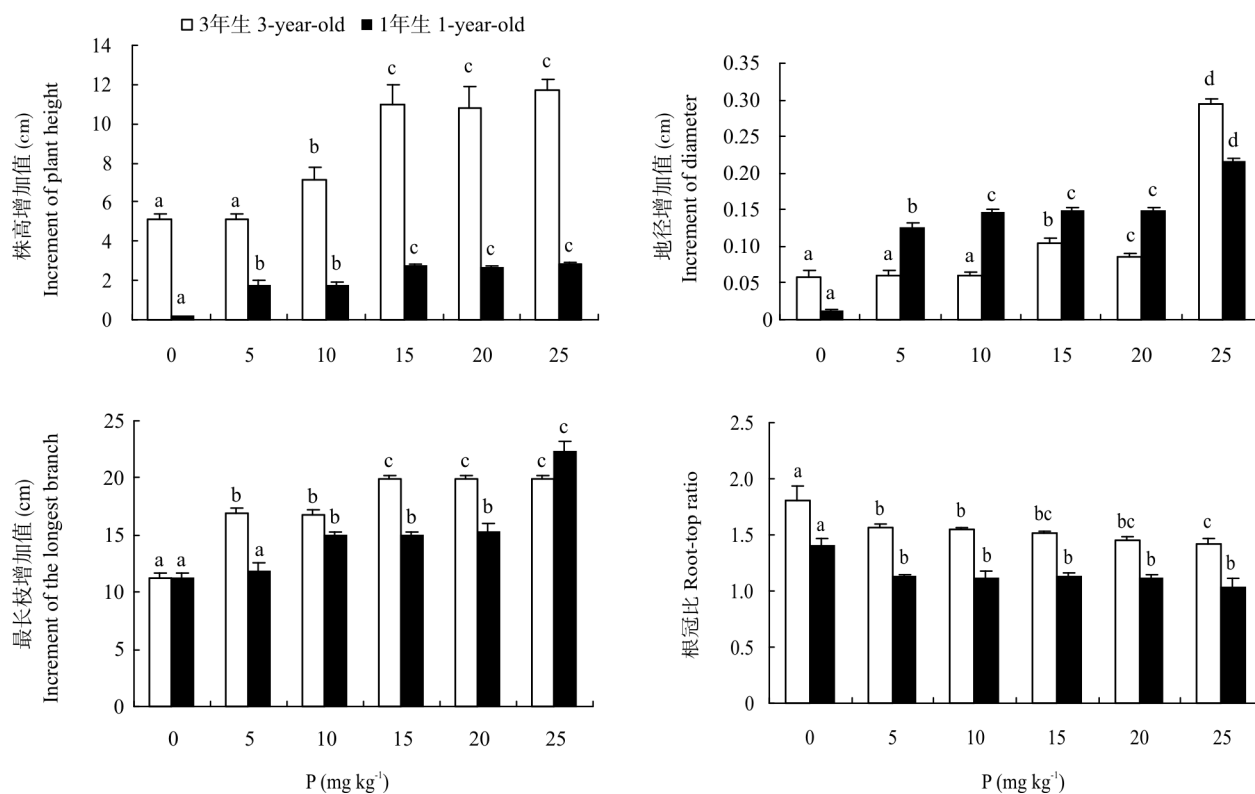 3年生 3-year-old 1年生 1-year-old
株高增加值 (cm)
Increment of plant height
14
12
10
8
6
4
2
0
a a b c c c
a b b c c c
0 5 10 15 20 25
地径增加值 (cm)
Increment of diameter
0.35
0.30
0.25
0.20
0.15
0.10
0.05
0
a a a b c d
a b c c c d
0 5 10 15 20 25
最长枝增加值 (cm)
Increment of the longest branch
25
20
15
10
5
0
a b b c c c
a a b b b c
0 5 10 15 20 25
P (mg kg⁻¹)
根冠比 Root-top ratio
2.5
2.0
1.5
1.0
0.5
0
a b b bc bc c
a b b b b b
0 5 10 15 20 25
P (mg kg⁻¹)